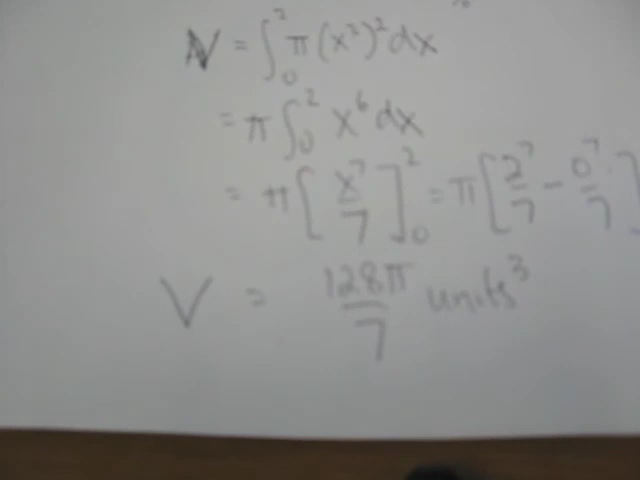 V = ∫₀² π(x³)² dx
= π ∫₀² x⁶ dx
= π [x⁷/7]₀² = π [2⁷/7 - 0⁷/7]
V = 128π/7 units³